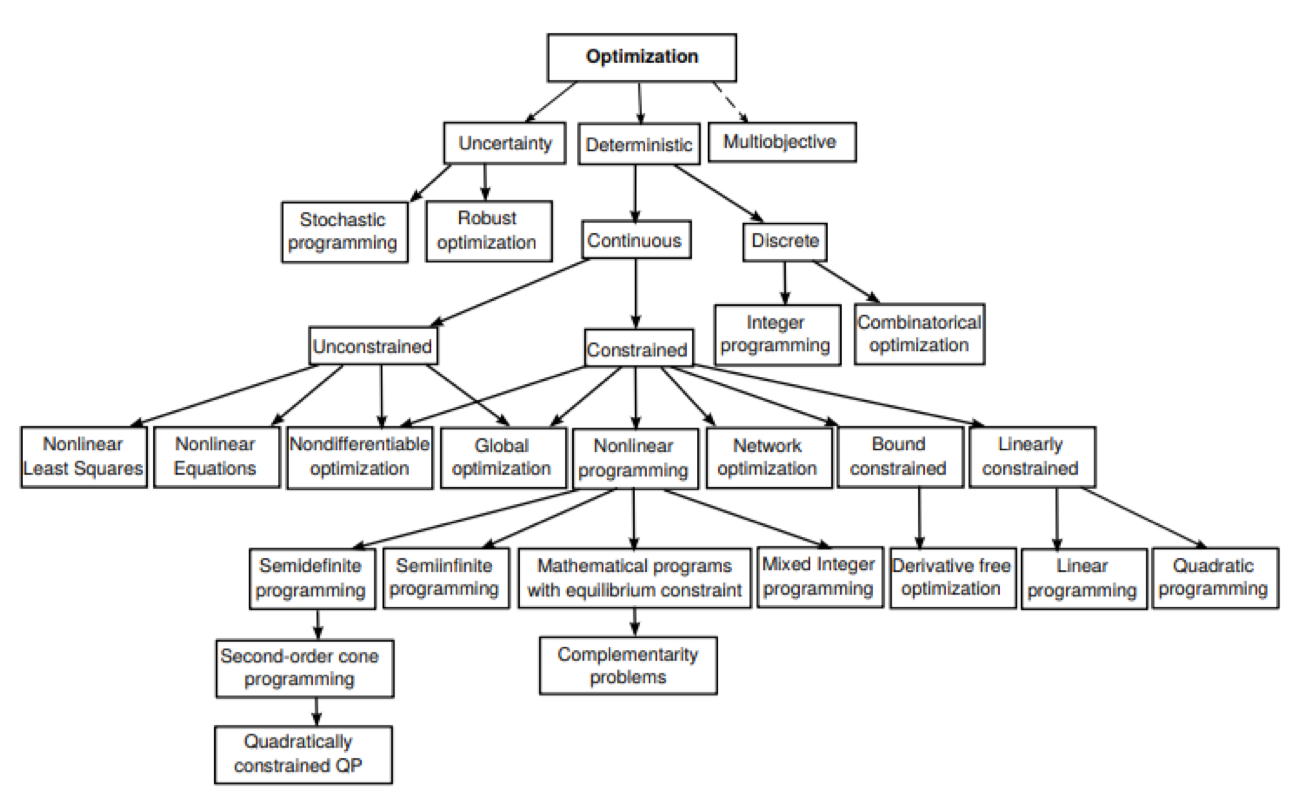 Optimization
Uncertainty
Deterministic
Multiobjective
Stochastic
programming
Robust
optimization
Continuous
Discrete
Integer
programming
Combinatorical
optimization
Unconstrained
Constrained
Nonlinear
Least Squares
Nonlinear
Equations
Nondifferentiable
optimization
Global
optimization
Nonlinear
programming
Network
optimization
Bound
constrained
Linearly
constrained
Semidefinite
programming
Semiinfinite
programming
Mathematical programs
with equilibrium constraint
Mixed Integer
programming
Derivative free
optimization
Linear
programming
Quadratic
programming
Second-order cone
programming
Complementarity
problems
Quadratically
constrained QP